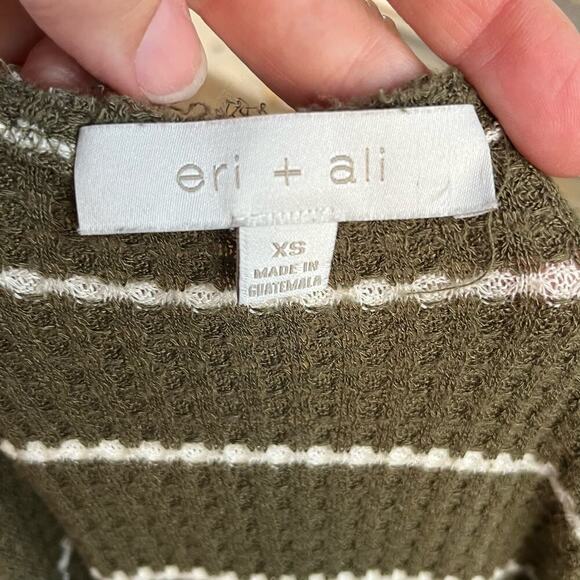 eri + ali
XS
MADE IN
GUATEMALA